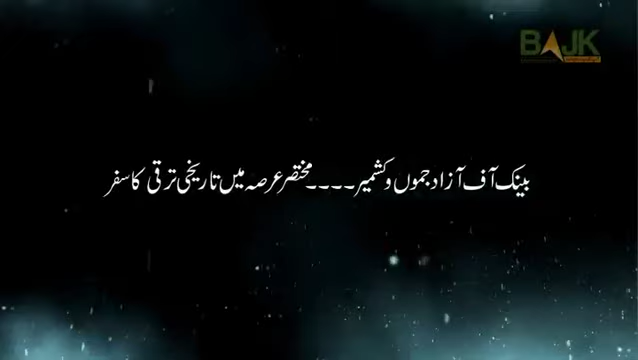 BAJK
بینک آف آزاد جموں و کشمیر۔۔۔۔مختصر عرصہ میں تاریخی ترقی کا سفر